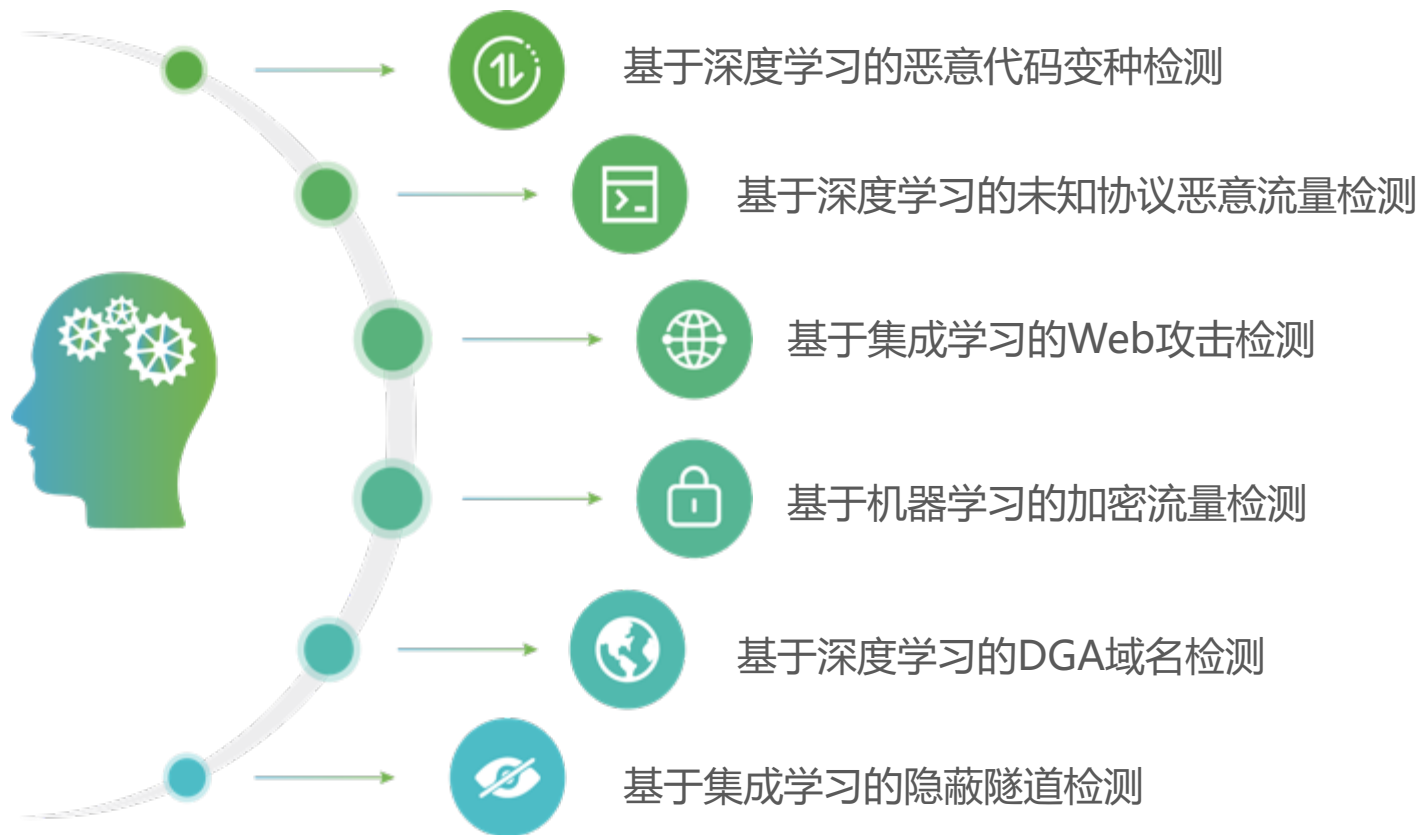 基于深度学习的恶意代码变种检测
基于深度学习的未知协议恶意流量检测
基于集成学习的Web攻击检测
基于机器学习的加密流量检测
基于深度学习的DGA域名检测
基于集成学习的隐蔽隧道检测